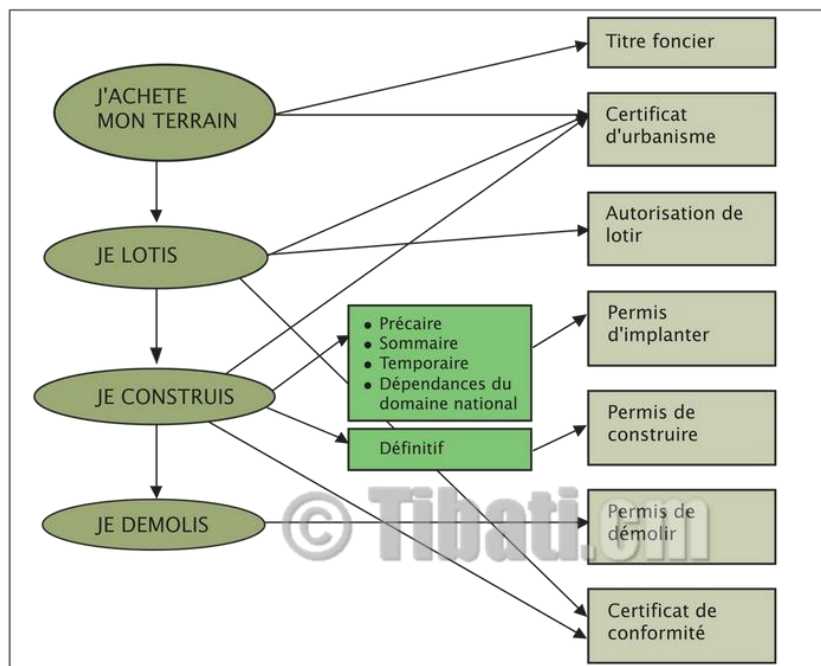 J'ACHETE
MON TERRAIN
JE LOTIS
JE CONSTRUIS
JE DEMOLIS
• Précaire
• Sommaire
• Temporaire
• Dépendances du
domaine national
Définitif
Titre foncier
Certificat
d'urbanisme
Autorisation de
lotir
Permis
d'implanter
Permis de
construire
Permis de
démolir
Certificat de
conformité
© Tibati.cm